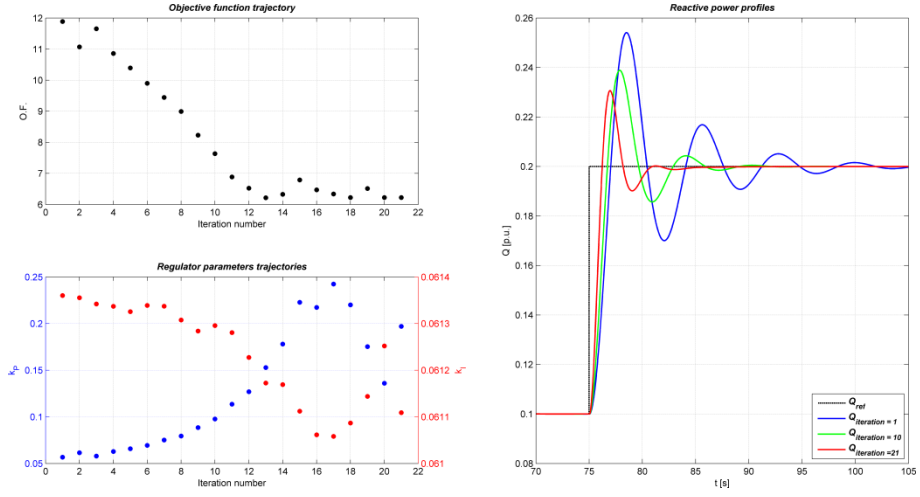 Objective function trajectory
12
11
10
9
8
7
6
O.F.
0 2 4 6 8 10 12 14 16 18 20 22
Iteration number
Regulator parameters trajectories
0.25
0.2
0.15
0.1
0.05
kp
0.0614
0.0613
0.0612
0.0611
0.061
ki
0 2 4 6 8 10 12 14 16 18 20 22
Iteration number
Reactive power profiles
0.26
0.24
0.22
0.2
0.18
0.16
0.14
0.12
0.1
0.08
Q [p.u.]
70 75 80 85 90 95 100 105
t [s]
Qref
Qiteration = 1
Qiteration = 10
Qiteration =21